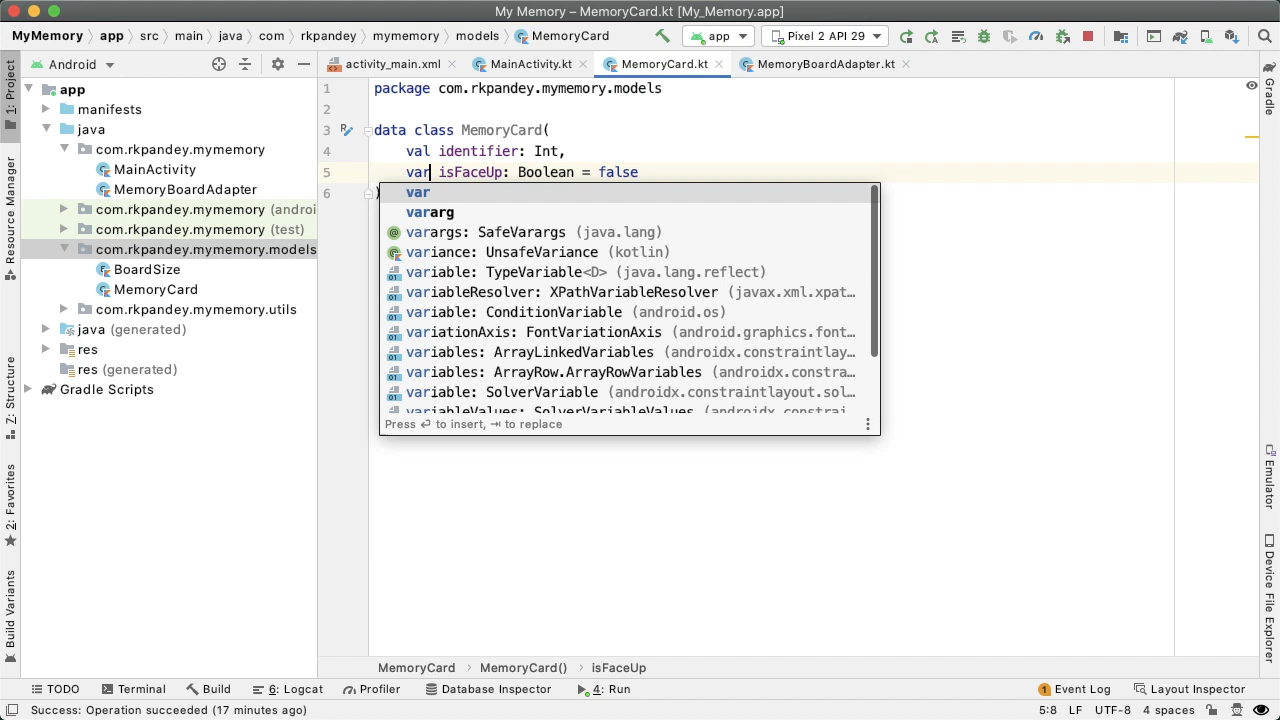 My Memory – MemoryCard.kt [My_Memory.app]
MyMemory app src main java com rkpandey mymemory models MemoryCard
app Pixel 2 API 29
1: Project
Resource Manager
Z: Structure
2: Favorites
Build Variants
Android
app
manifests
java
com.rkpandey.mymemory
MainActivity
MemoryBoardAdapter
com.rkpandey.mymemory (androi
com.rkpandey.mymemory (test)
com.rkpandey.mymemory.models
BoardSize
MemoryCard
com.rkpandey.mymemory.utils
java (generated)
res
res (generated)
Gradle Scripts
activity_main.xml MainActivity.kt MemoryCard.kt MemoryBoardAdapter.kt
1 package com.rkpandey.mymemory.models
2
3 data class MemoryCard(
4 val identifier: Int,
5 var isFaceUp: Boolean = false
6 )
var
vararg
varargs: SafeVarargs (java.lang)
variance: UnsafeVariance (kotlin)
variable: TypeVariable<D> (java.lang.reflect)
variableResolver: XPathVariableResolver (javax.xml.xpat…
variable: ConditionVariable (android.os)
variationAxis: FontVariationAxis (android.graphics.font…
variables: ArrayLinkedVariables (androidx.constraintlay…
variables: ArrayRow.ArrayRowVariables (androidx.constra…
variable: SolverVariable (androidx.constraintlayout.sol…
variableValues: SolverVariableValues (androidx.constrai
Press ⏎ to insert, ⇥ to replace
Gradle
Emulator
Device File Explorer
MemoryCard MemoryCard() isFaceUp
TODO Terminal Build 6: Logcat Profiler Database Inspector 4: Run 1 Event Log Layout Inspector
Success: Operation succeeded (17 minutes ago) 5:8 LF UTF-8 4 spaces